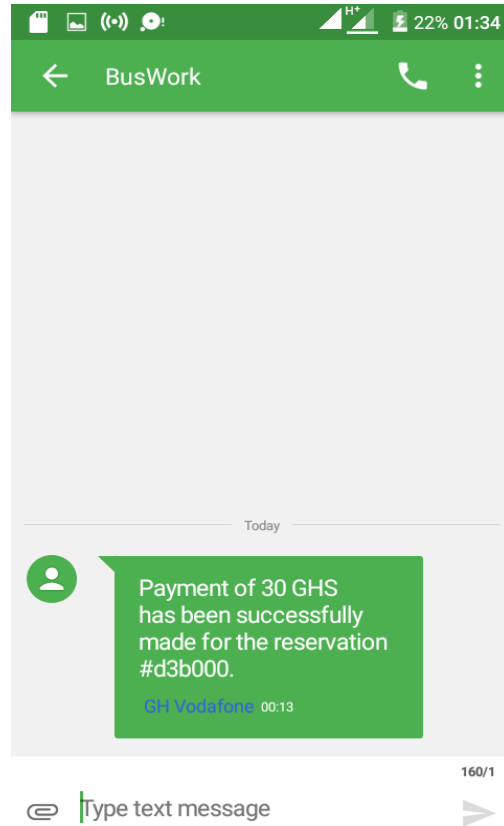 H+
22% 01:34
BusWork
Today
Payment of 30 GHS
has been successfully
made for the reservation
#d3b000.
GH Vodafone 00:13
160/1
Type text message